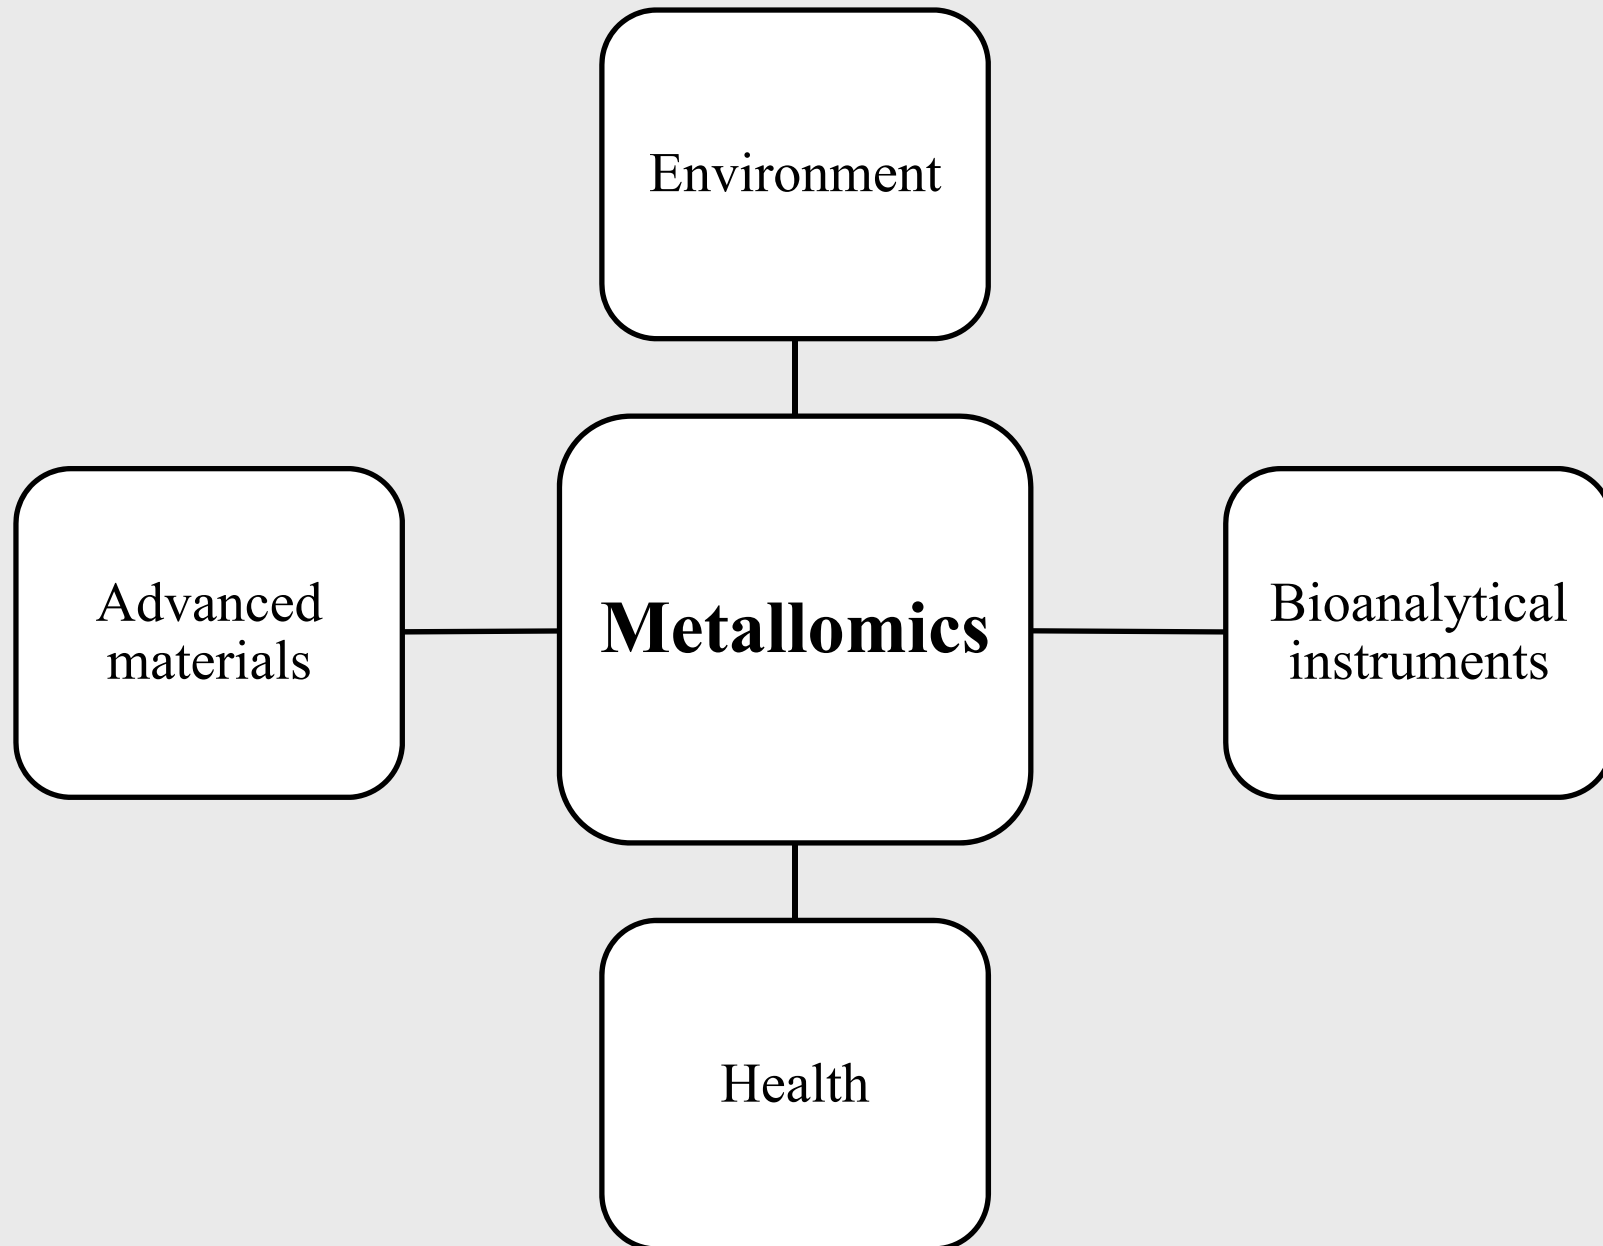 Environment
Advanced
materials
Metallomics
Bioanalytical
instruments
Health